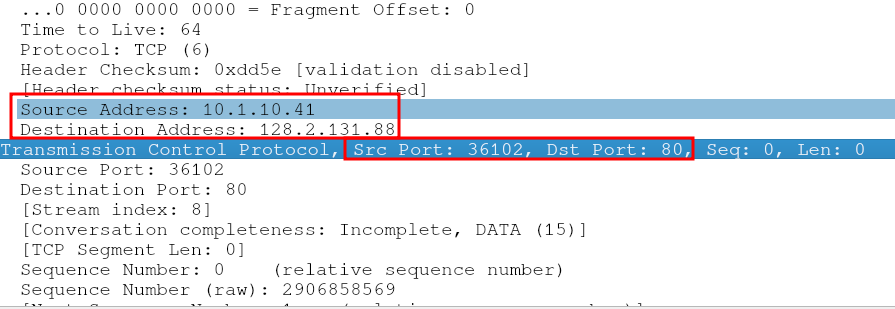 ...0 0000 0000 0000 = Fragment Offset: 0
Time to Live: 64
Protocol: TCP (6)
Header Checksum: 0xdd5e [validation disabled]
[Header checksum status: Unverified]
Source Address: 10.1.10.41
Destination Address: 128.2.131.88
Transmission Control Protocol, Src Port: 36102, Dst Port: 80, Seq: 0, Len: 0
Source Port: 36102
Destination Port: 80
[Stream index: 8]
[Conversation completeness: Incomplete, DATA (15)]
[TCP Segment Len: 0]
Sequence Number: 0    (relative sequence number)
Sequence Number (raw): 2906858569